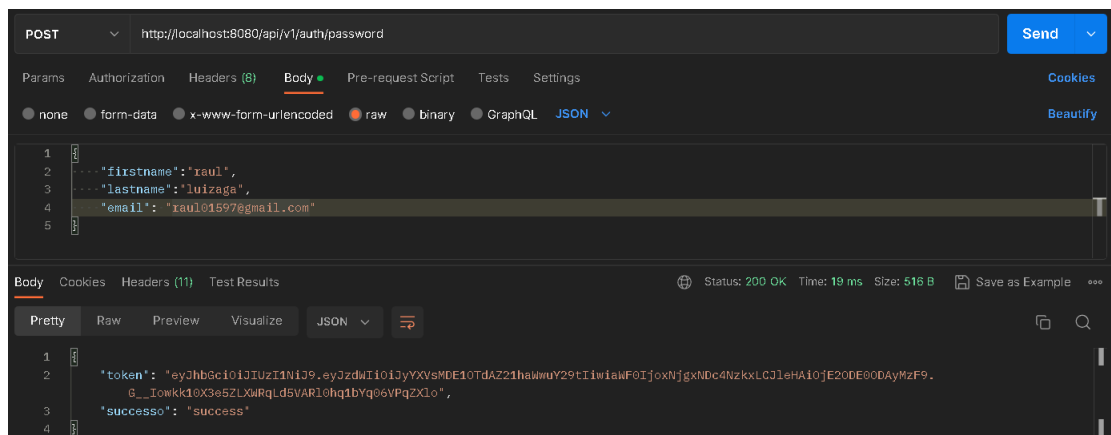 POST http://localhost:8080/api/v1/auth/password Send
Params Authorization Headers (8) Body Pre-request Script Tests Settings Cookies
none form-data x-www-form-urlencoded raw binary GraphQL JSON Beautify
1 {
2 "firstname":"raul",
3 "lastname":"luizaga",
4 "email": "raul01597@gmail.com"
5 }
Body Cookies Headers (11) Test Results Status: 200 OK Time: 19 ms Size: 516 B Save as Example
Pretty Raw Preview Visualize JSON
1 {
2 "token": "eyJhbGciOiJIUzI1NiJ9.eyJzdWIiOiJyYXVsMDE1OTdAZ21haWwuY29tIiwiaWF0IjoxNjgxNDc4NzkxLCJleHAiOjE2ODE0ODAyMzF9.
G__Iowkk10X3e5ZLXWRqLd5VARl0hq1bYq06VPqZXlo",
3 "successo": "success"
4 }